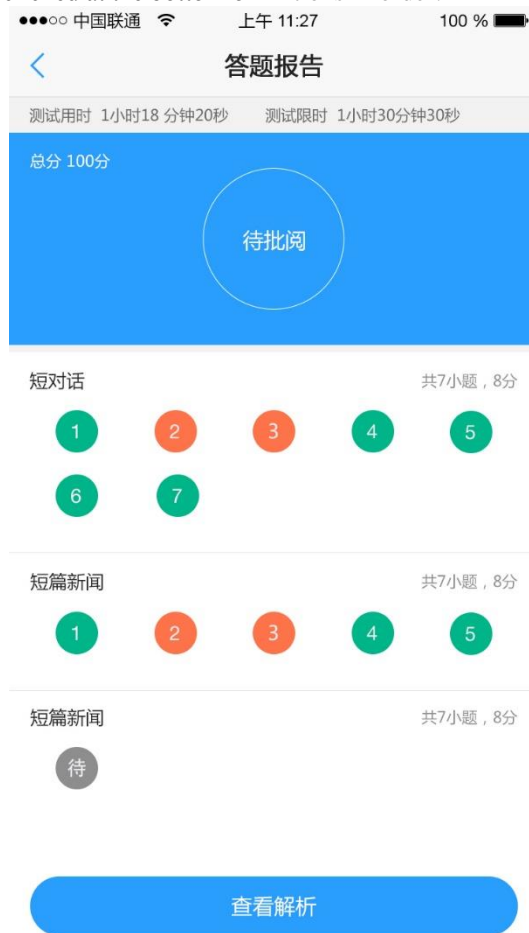 中国联通 上午 11:27 100 %
答题报告
测试用时 1小时18 分钟20秒 测试限时 1小时30分钟30秒
总分 100分
待批阅
短对话 共7小题，8分
1 2 3 4 5
6 7
短篇新闻 共7小题，8分
1 2 3 4 5
短篇新闻 共7小题，8分
待
查看解析